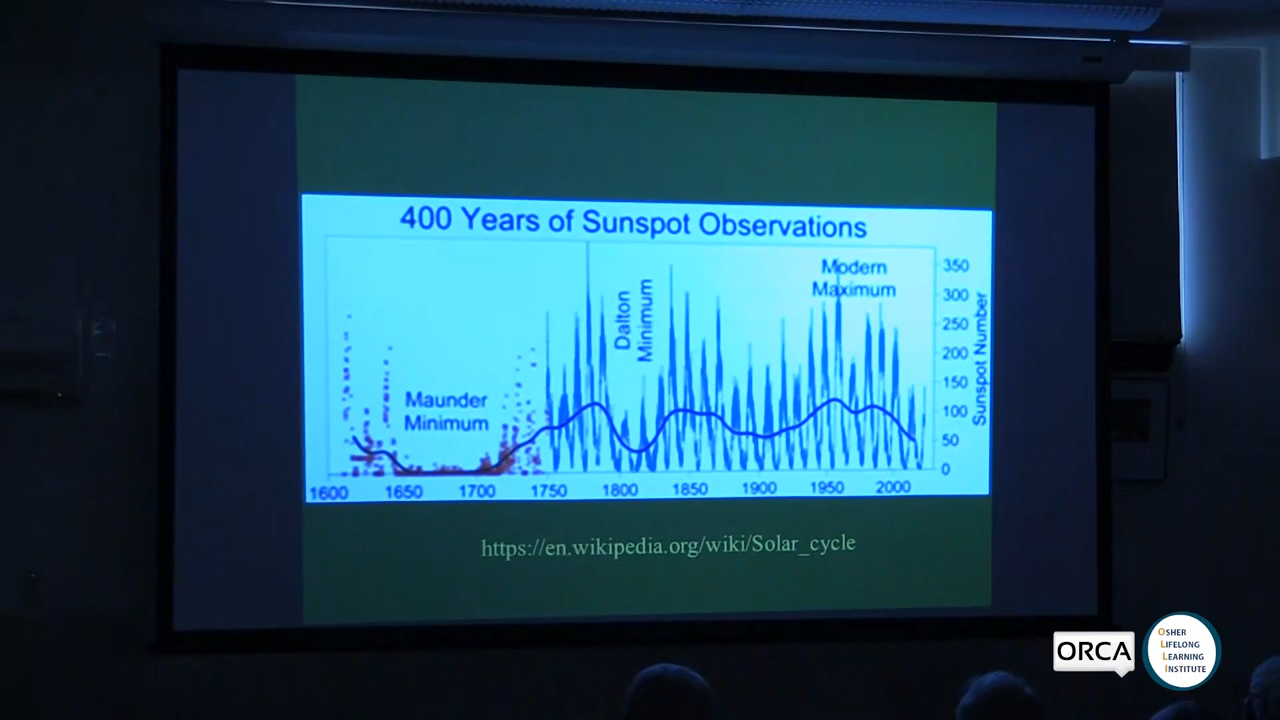 400 Years of Sunspot Observations
Modern
Maximum
Dalton
Minimum
Maunder
Minimum
350
300
250
200
150
100
50
0
Sunspot Number
1600 1650 1700 1750 1800 1850 1900 1950 2000
https://en.wikipedia.org/wiki/Solar_cycle
ORCA
OSHER
LIFELONG
LEARNING
INSTITUTE